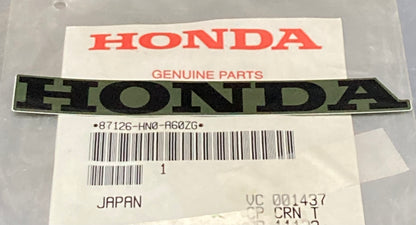 HONDA
GENUINE PARTS
HONDA
*87126-HN0-A60ZG*
1
JAPAN VC 001437
CP CRN T